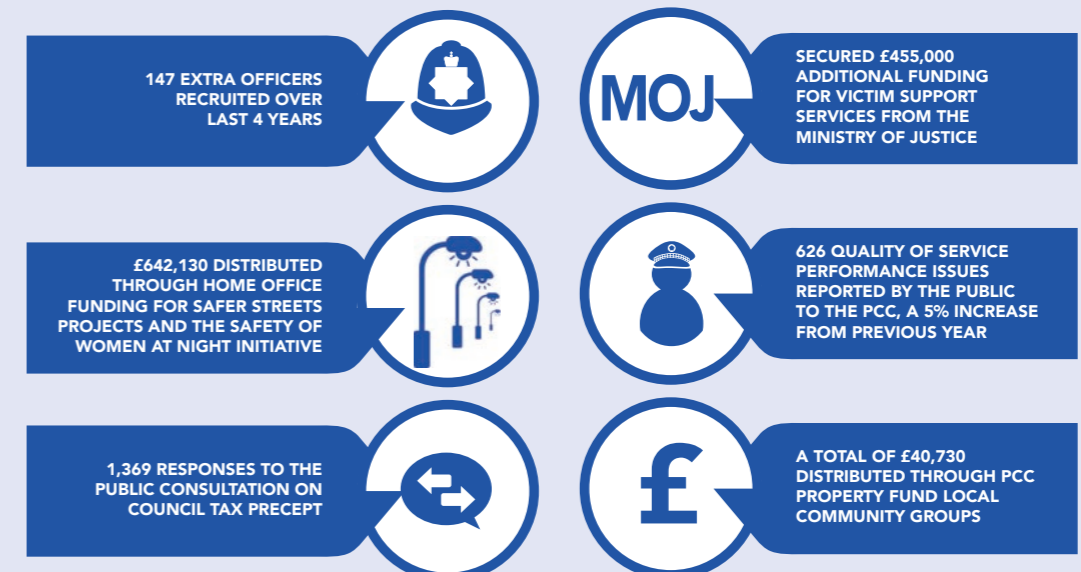 147 EXTRA OFFICERS
RECRUITED OVER
LAST 4 YEARS
MOJ
SECURED £455,000
ADDITIONAL FUNDING
FOR VICTIM SUPPORT
SERVICES FROM THE
MINISTRY OF JUSTICE
£642,130 DISTRIBUTED
THROUGH HOME OFFICE
FUNDING FOR SAFER STREETS
PROJECTS AND THE SAFETY OF
WOMEN AT NIGHT INITIATIVE
626 QUALITY OF SERVICE
PERFORMANCE ISSUES
REPORTED BY THE PUBLIC
TO THE PCC, A 5% INCREASE
FROM PREVIOUS YEAR
1,369 RESPONSES TO THE
PUBLIC CONSULTATION ON
COUNCIL TAX PRECEPT
£
A TOTAL OF £40,730
DISTRIBUTED THROUGH PCC
PROPERTY FUND LOCAL
COMMUNITY GROUPS